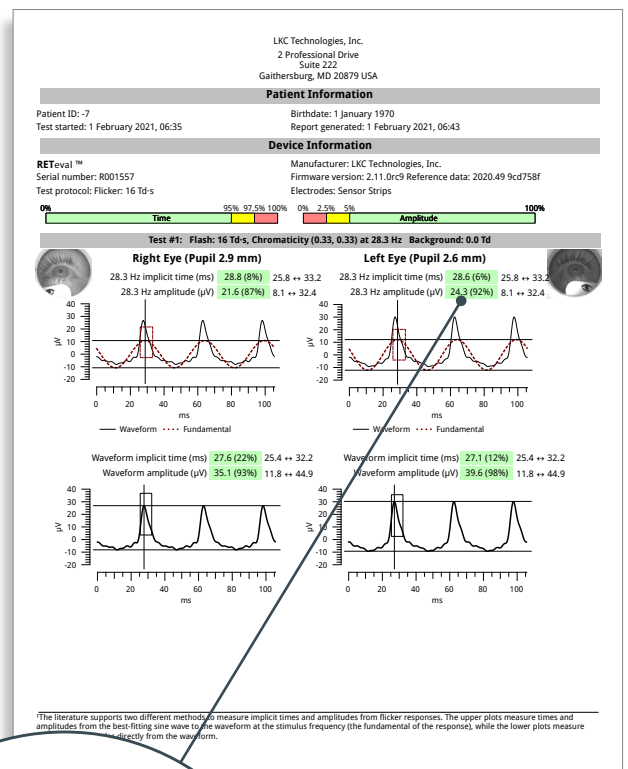 LKC Technologies, Inc.
2 Professional Drive
Suite 222
Gaithersburg, MD 20879 USA
Patient Information
Patient ID: -7 Birthdate: 1 January 1970
Test started: 1 February 2021, 06:35 Report generated: 1 February 2021, 06:43
Device Information
RETeval ™ Manufacturer: LKC Technologies, Inc.
Serial number: R001557 Firmware version: 2.11.0rc9 Reference data: 2020.49 9cd758f
Test protocol: Flicker: 16 Td·s Electrodes: Sensor Strips
0% 95% 97.5% 100% 0% 2.5% 5% 100%
Time Amplitude
Test #1: Flash: 16 Td·s, Chromaticity (0.33, 0.33) at 28.3 Hz Background: 0.0 Td
Right Eye (Pupil 2.9 mm)
28.3 Hz implicit time (ms) 28.8 (8%) 25.8 ↔ 33.2
28.3 Hz amplitude (µV) 21.6 (87%) 8.1 ↔ 32.4
40
30
20
10
0
-10
-20
µV
0 20 40 60 80 100
ms
Waveform Fundamental
Left Eye (Pupil 2.6 mm)
28.3 Hz implicit time (ms) 28.6 (6%) 25.8 ↔ 33.2
28.3 Hz amplitude (µV) 24.3 (92%) 8.1 ↔ 32.4
40
30
20
10
0
-10
-20
µV
0 20 40 60 80 100
ms
Waveform Fundamental
Waveform implicit time (ms) 27.6 (22%) 25.4 ↔ 32.2
Waveform amplitude (µV) 35.1 (93%) 11.8 ↔ 44.9
40
30
20
10
0
-10
-20
µV
0 20 40 60 80 100
ms
Waveform implicit time (ms) 27.1 (12%) 25.4 ↔ 32.2
Waveform amplitude (µV) 39.6 (98%) 11.8 ↔ 44.9
40
30
20
10
0
-10
-20
µV
0 20 40 60 80 100
ms
¹The literature supports two different methods to measure implicit times and amplitudes from flicker responses. The upper plots measure times and
amplitudes from the best-fitting sine wave to the waveform at the stimulus frequency (the fundamental of the response), while the lower plots measure
directly from the waveform.